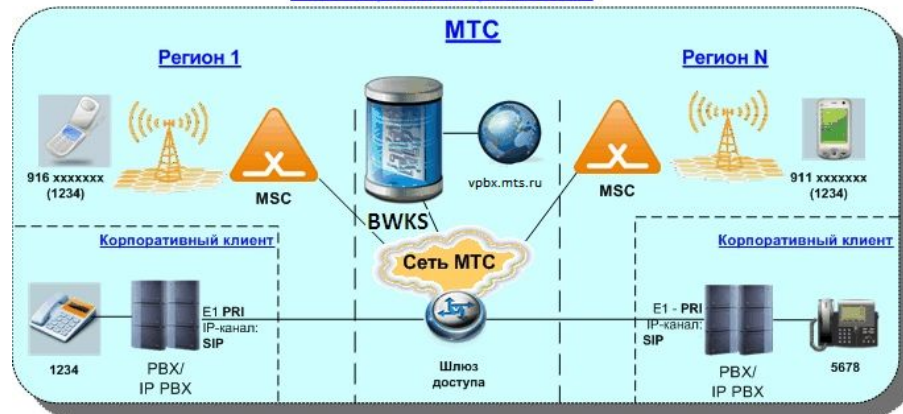 МТС
Регион 1
Регион N
916 xxxxxxx
(1234)
MSC
vpbx.mts.ru
MSC
911 xxxxxxx
(1234)
BWKS
Корпоративный клиент
Сеть МТС
Корпоративный клиент
E1 PRI
IP-канал:
SIP
E1 - PRI
IP-канал:
SIP
1234
PBX/
IP PBX
Шлюз
доступа
PBX/
IP PBX
5678